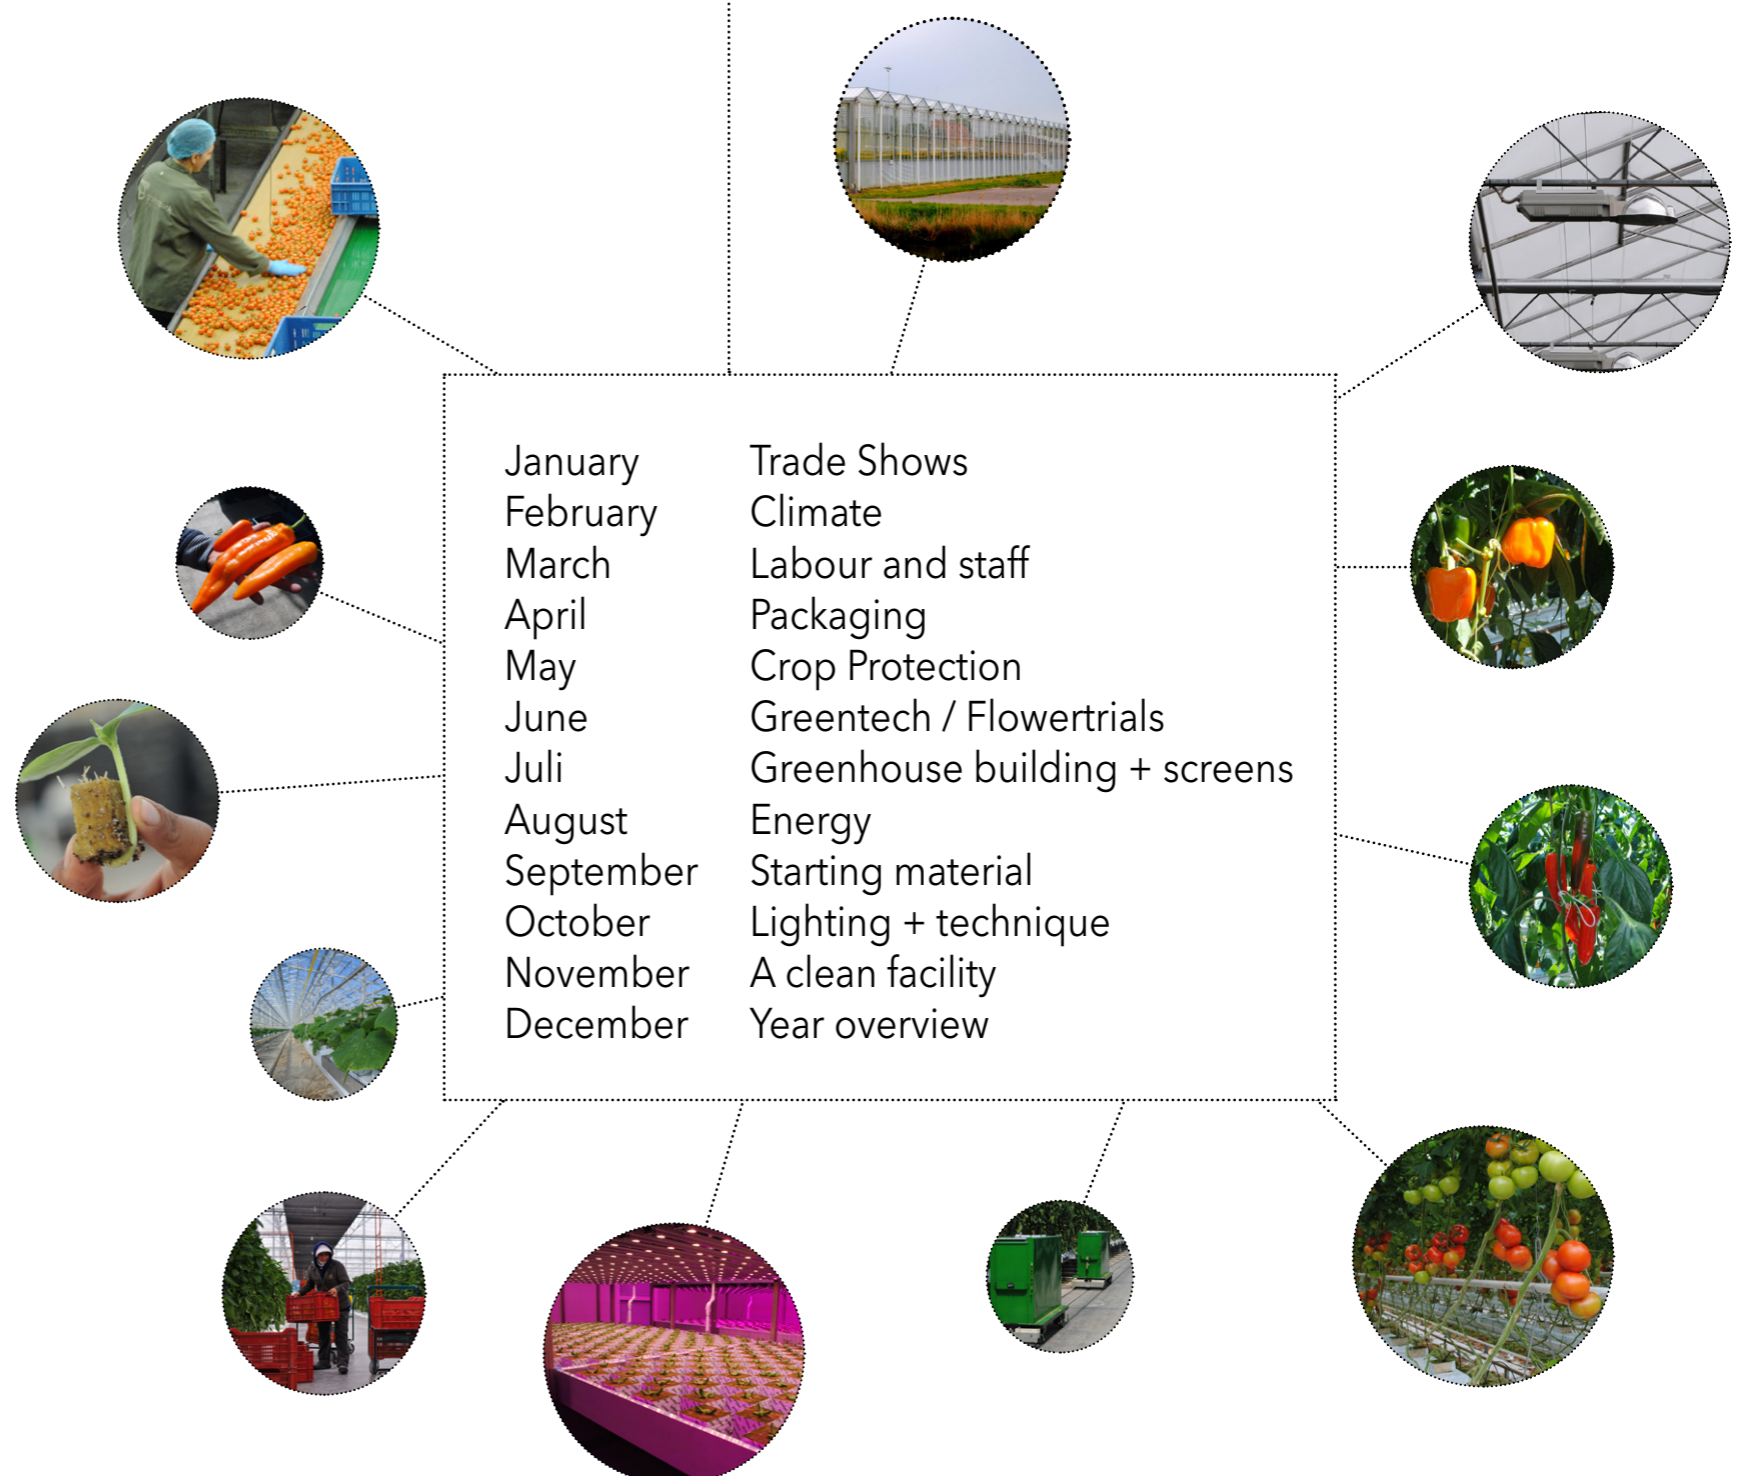 January Trade Shows
February Climate
March Labour and staff
April Packaging
May Crop Protection
June Greentech / Flowertrials
Juli Greenhouse building + screens
August Energy
September Starting material
October Lighting + technique
November A clean facility
December Year overview